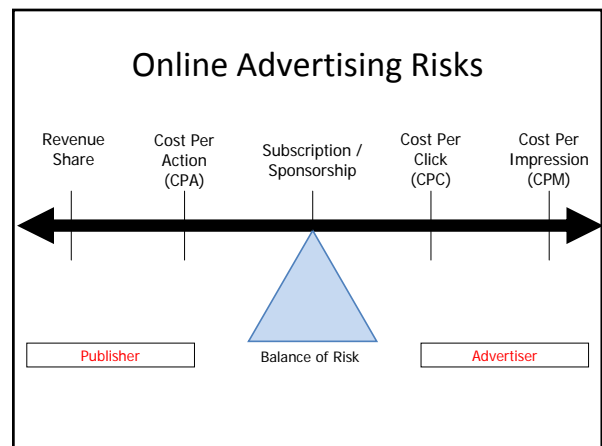 Online Advertising Risks
Revenue
Share
Cost Per
Action
(CPA)
Subscription /
Sponsorship
Cost Per
Click
(CPC)
Cost Per
Impression
(CPM)
Publisher
Balance of Risk
Advertiser